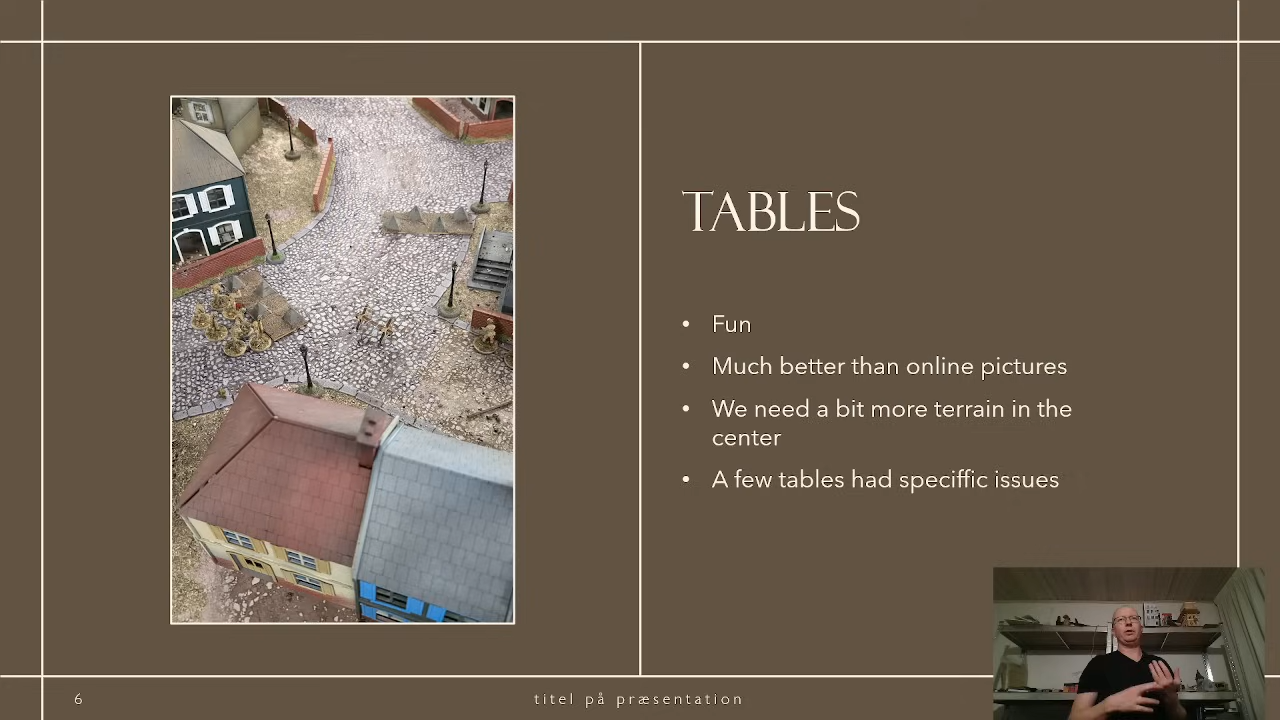 TABLES
• Fun
• Much better than online pictures
• We need a bit more terrain in the
center
• A few tables had speciffic issues
6
titel på præsentation